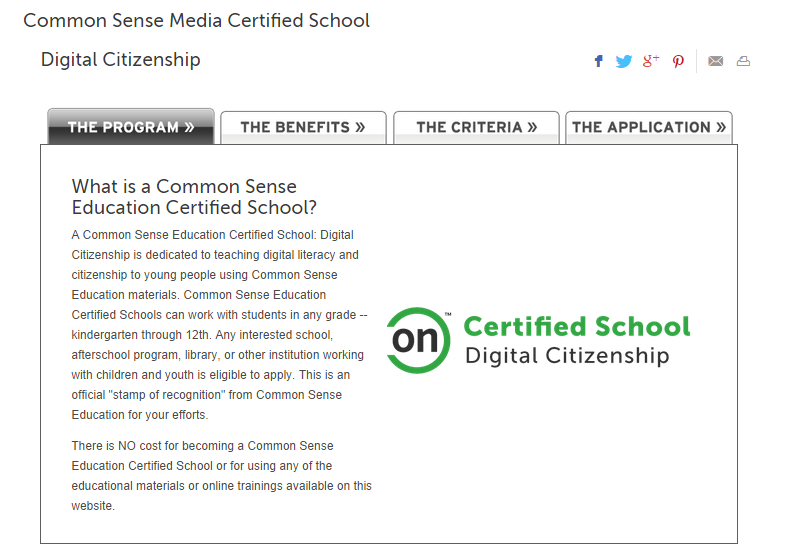 Common Sense Media Certified School
Digital Citizenship
f g+
THE PROGRAM » THE BENEFITS » THE CRITERIA » THE APPLICATION »
What is a Common Sense
Education Certified School?
A Common Sense Education Certified School: Digital
Citizenship is dedicated to teaching digital literacy and
citizenship to young people using Common Sense
Education materials. Common Sense Education
Certified Schools can work with students in any grade --
kindergarten through 12th. Any interested school,
afterschool program, library, or other institution working
with children and youth is eligible to apply. This is an
official "stamp of recognition" from Common Sense
Education for your efforts.
There is NO cost for becoming a Common Sense
Education Certified School or for using any of the
educational materials or online trainings available on this
website.
on™
Certified School
Digital Citizenship